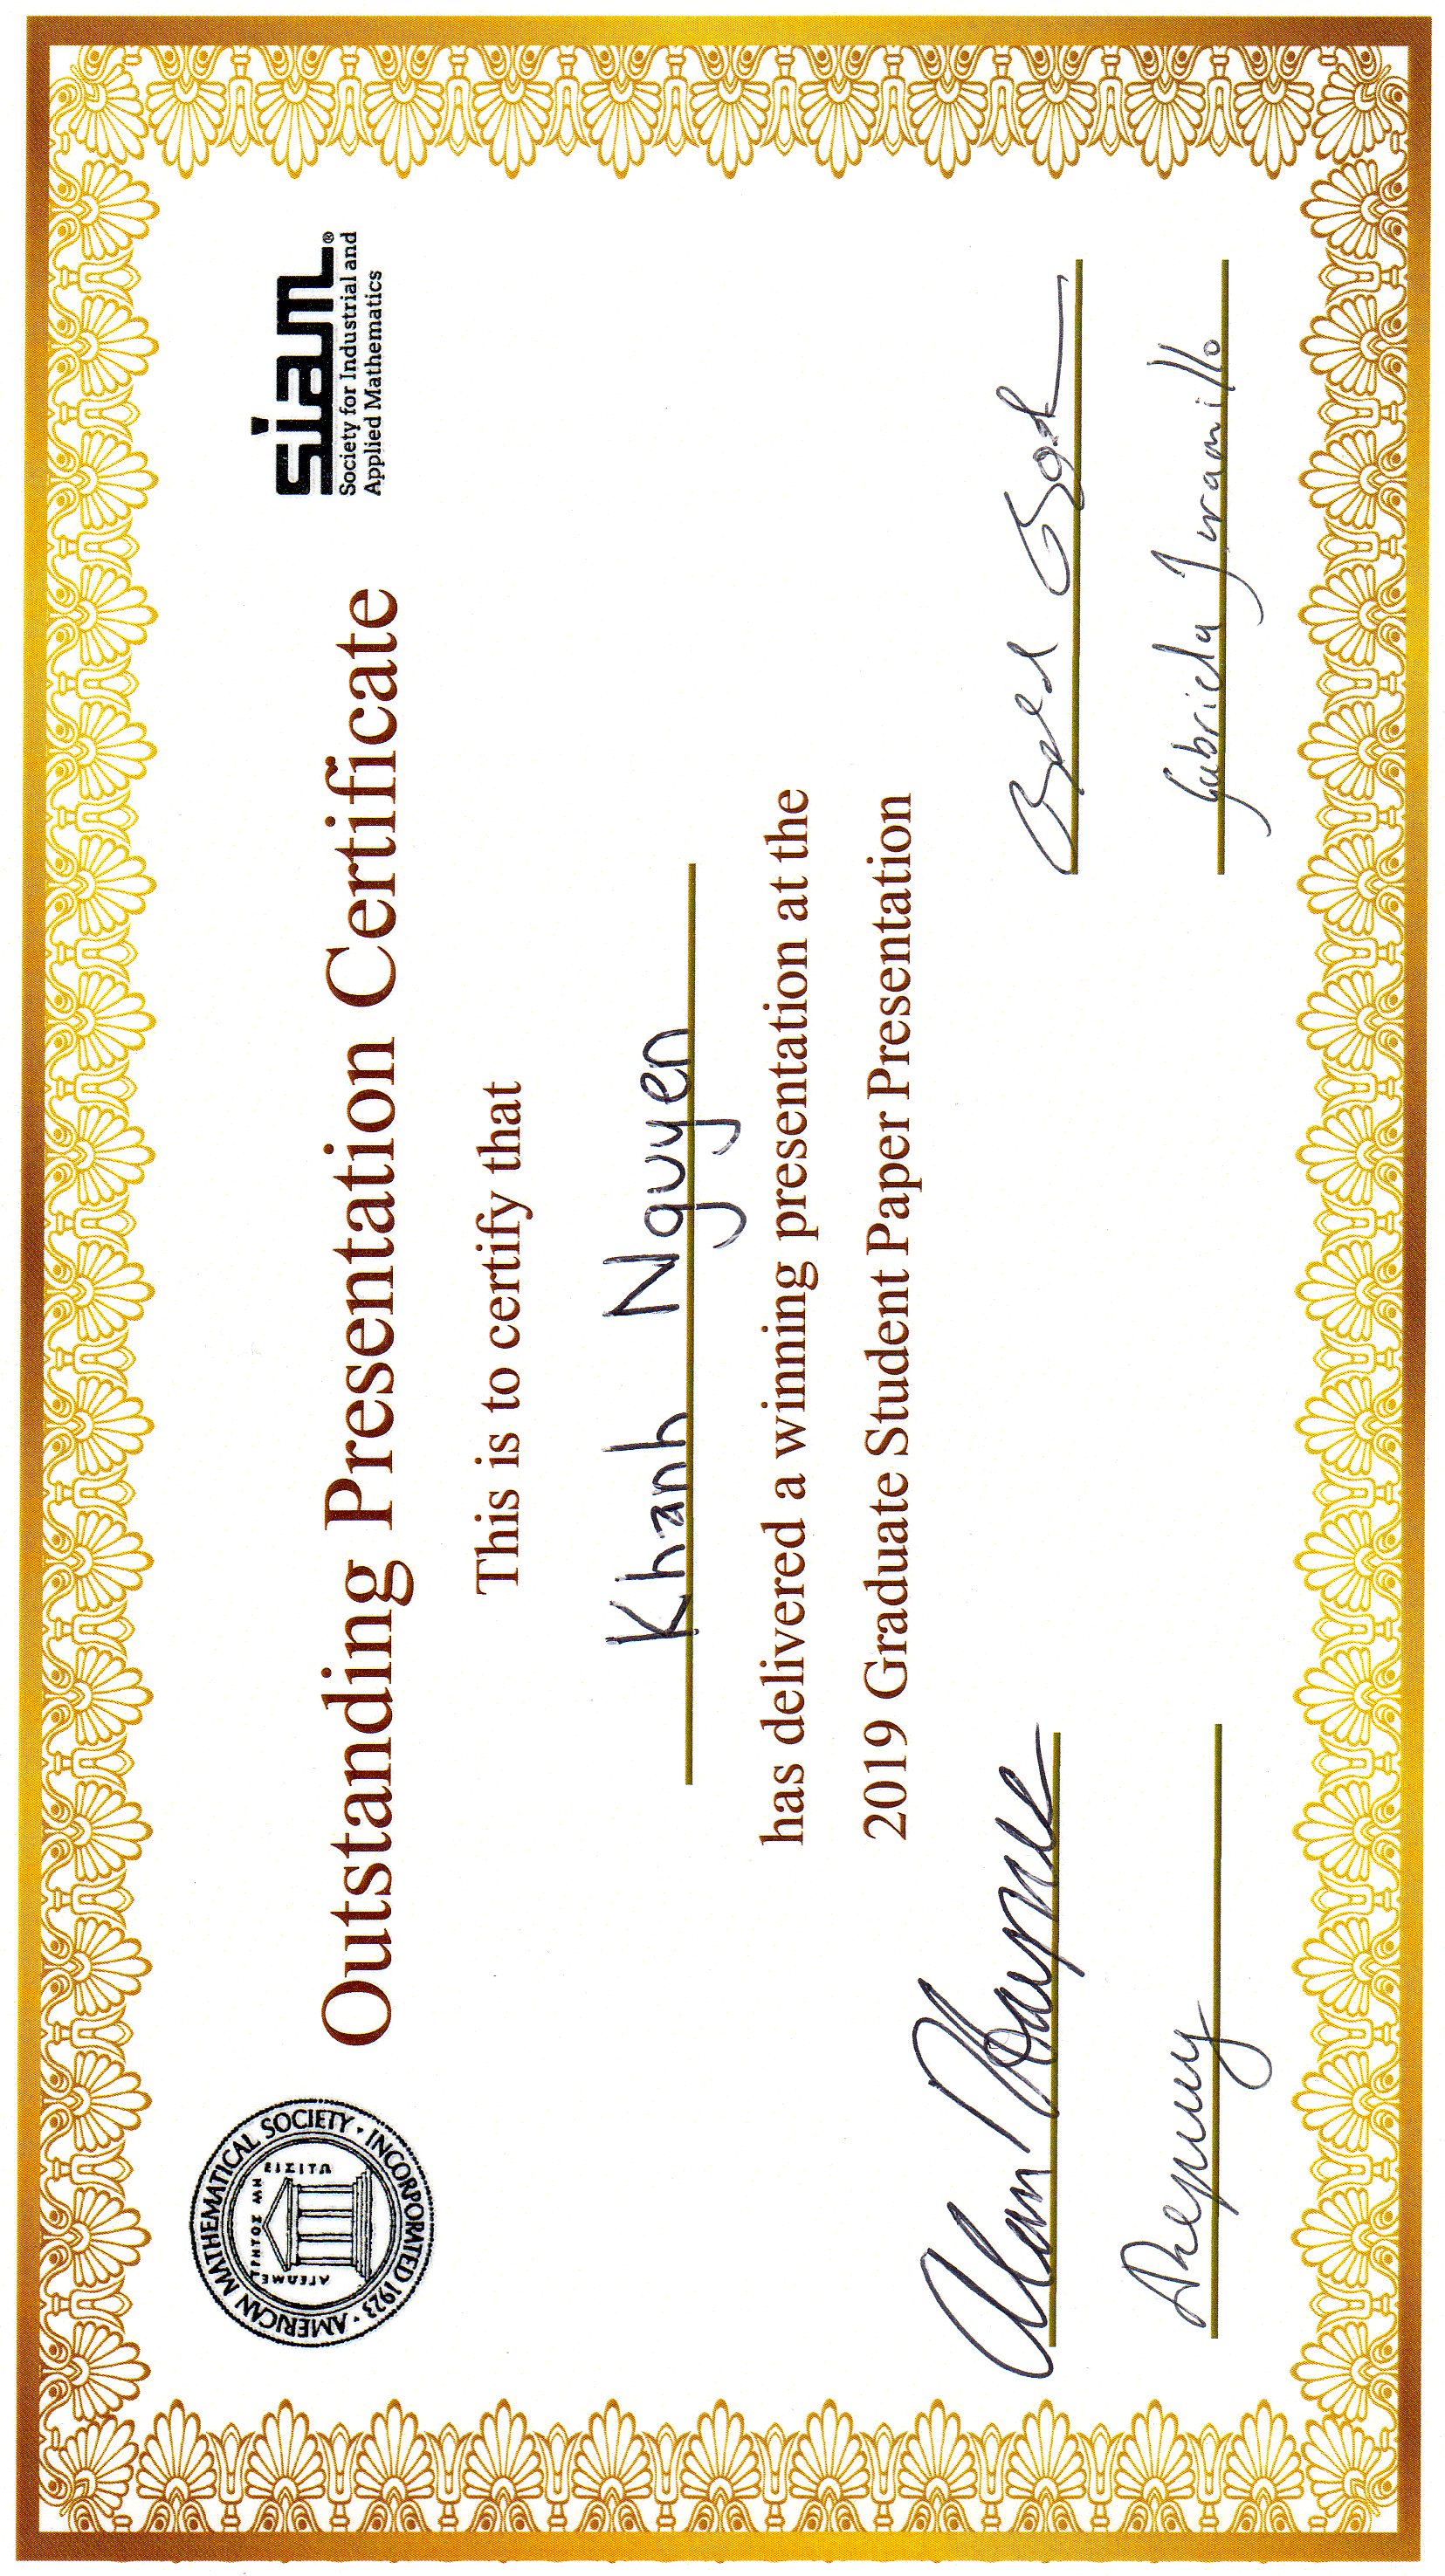 AMERICAN MATHEMATICAL SOCIETY · INCORPORATED 1923 ·
ΑΓΕΩΜΕΤΡΗΤΟΣ ΜΗ ΕΙΣΙΤΩ
siam®
Society for Industrial and
Applied Mathematics
Outstanding Presentation Certificate
This is to certify that
Khanh Nguyen
has delivered a winning presentation at the
2019 Graduate Student Paper Presentation
Alan Haynes
Gabriela Jaramillo